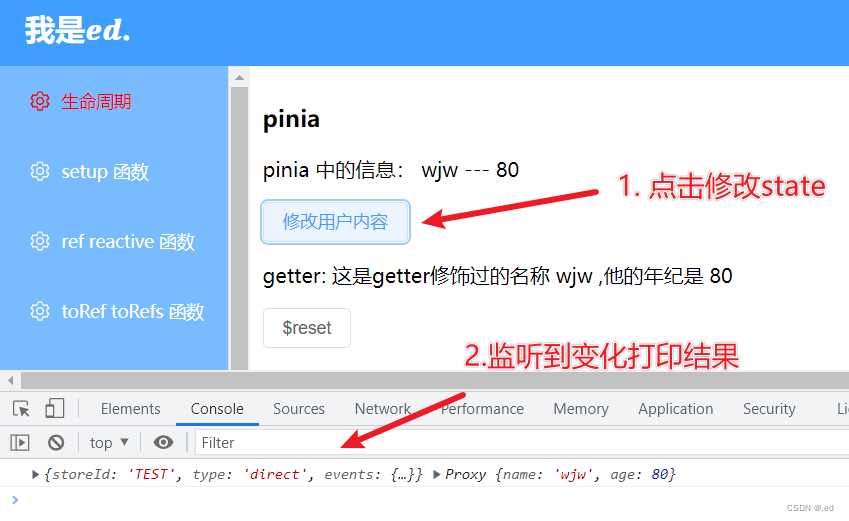 我是ed.
生命周期
setup 函数
ref reactive 函数
toRef toRefs 函数
pinia
pinia 中的信息： wjw --- 80
修改用户内容
1. 点击修改state
getter: 这是getter修饰过的名称 wjw ,他的年纪是 80
$reset
2.监听到变化打印结果
Elements Console Sources Network Performance Memory Application Security Li
top Filter
{storeId: 'TEST', type: 'direct', events: {…}} Proxy {name: 'wjw', age: 80}
CSDN @.ed